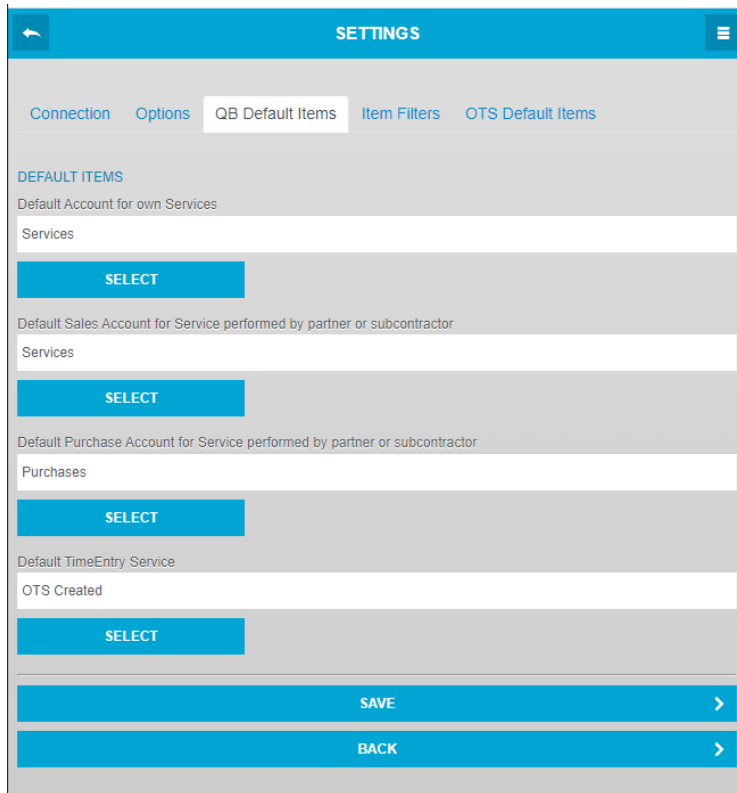 SETTINGS
Connection Options QB Default Items Item Filters OTS Default Items
DEFAULT ITEMS
Default Account for own Services
Services
SELECT
Default Sales Account for Service performed by partner or subcontractor
Services
SELECT
Default Purchase Account for Service performed by partner or subcontractor
Purchases
SELECT
Default TimeEntry Service
OTS Created
SELECT
SAVE
BACK